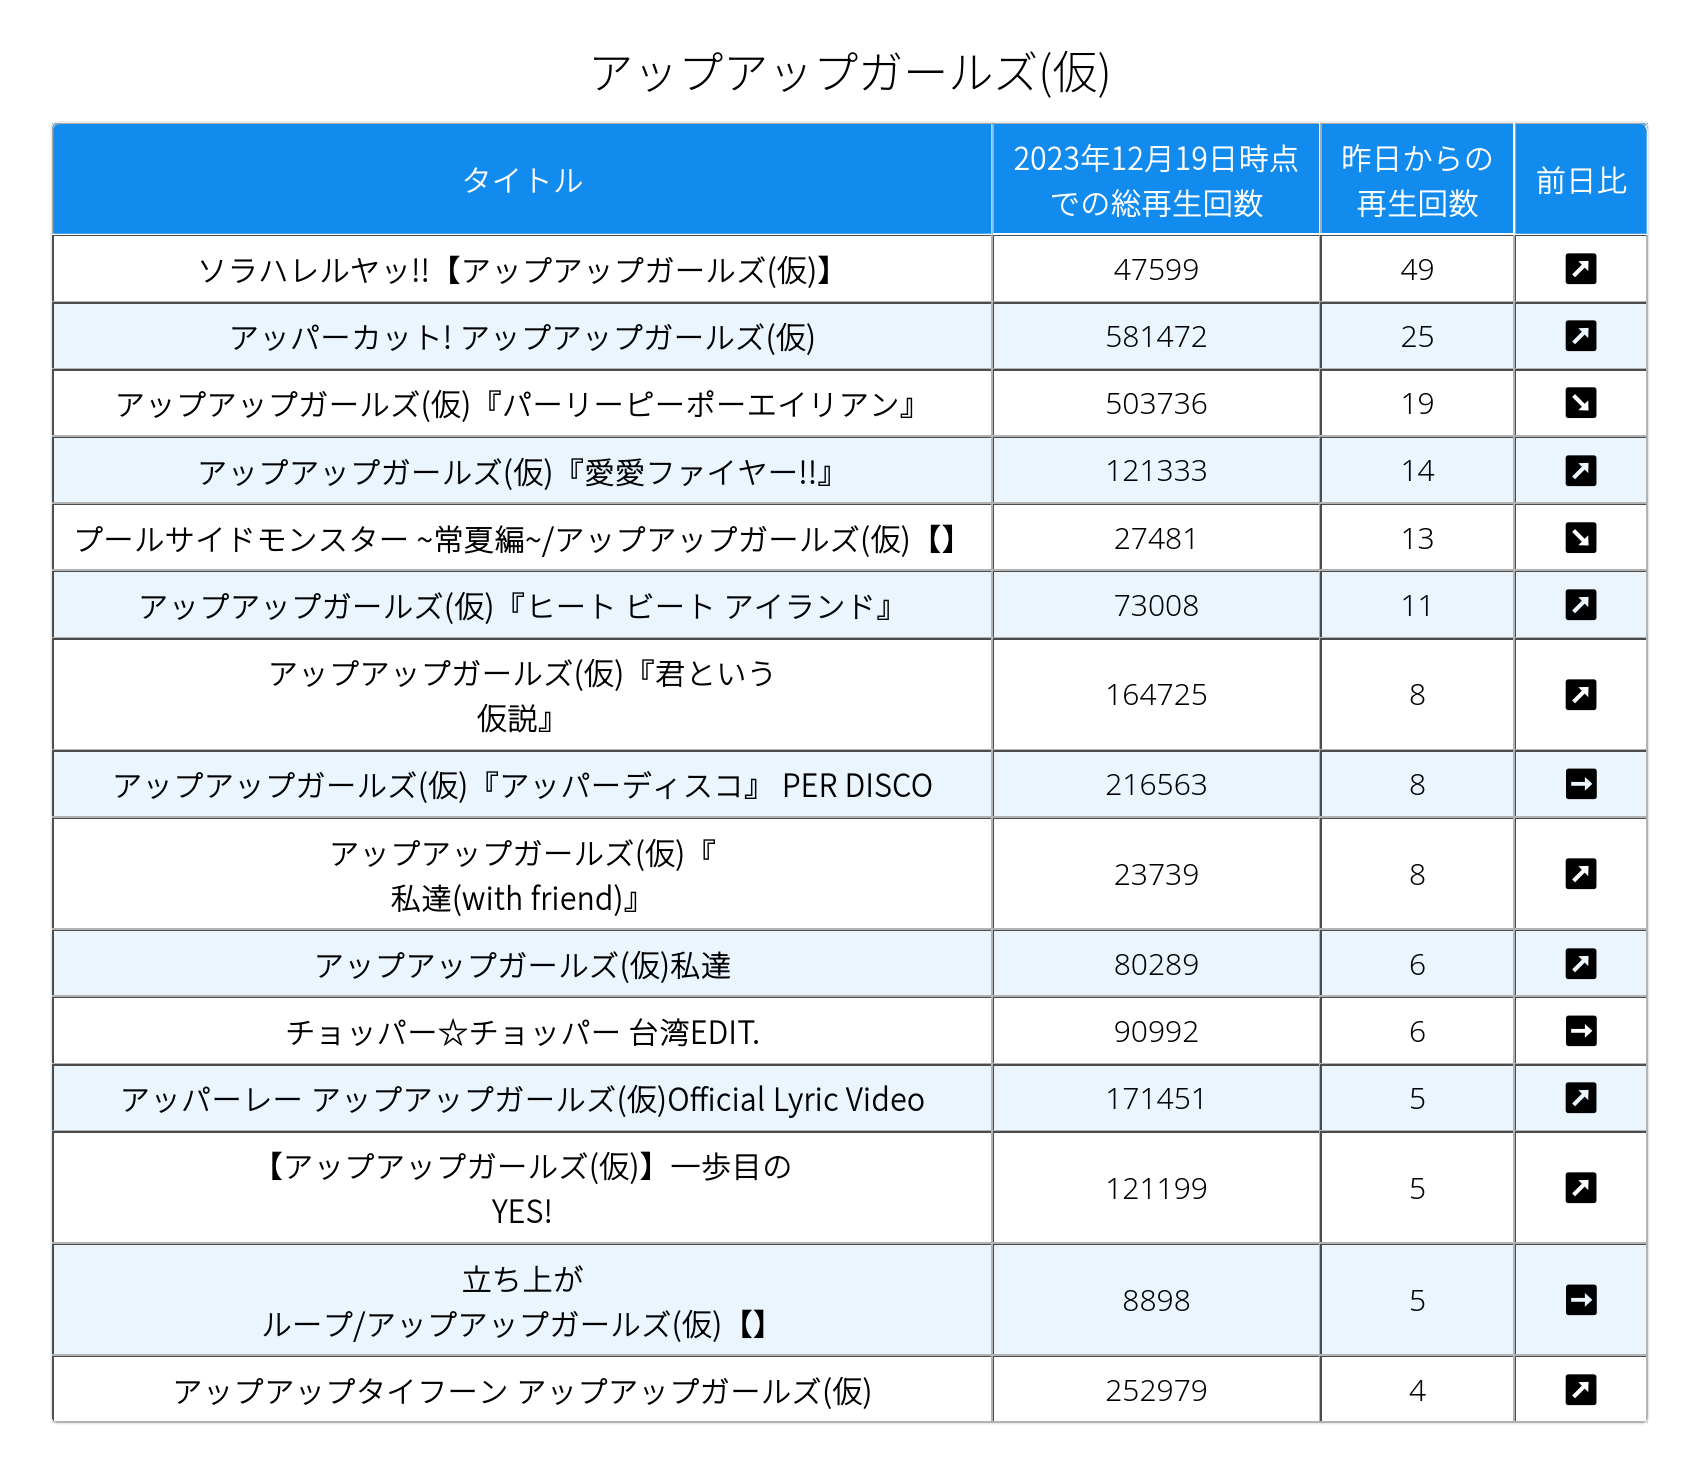 アップアップガールズ(仮)
タイトル
2023年12月19日時点
での総再生回数
昨日からの
再生回数
前日比
ソラハレルヤッ!!【アップアップガールズ(仮)】 47599 49 ↗
アッパーカット! アップアップガールズ(仮) 581472 25 ↗
アップアップガールズ(仮)『パーリーピーポーエイリアン』 503736 19 ↘
アップアップガールズ(仮)『愛愛ファイヤー!!』 121333 14 ↗
プールサイドモンスター ~常夏編~/アップアップガールズ(仮)【】 27481 13 ↘
アップアップガールズ(仮)『ヒート ビート アイランド』 73008 11 ↗
アップアップガールズ(仮)『君という
仮説』 164725 8 ↗
アップアップガールズ(仮)『アッパーディスコ』 PER DISCO 216563 8 →
アップアップガールズ(仮)『
私達(with friend)』 23739 8 ↗
アップアップガールズ(仮)私達 80289 6 ↗
チョッパー☆チョッパー 台湾EDIT. 90992 6 →
アッパーレー アップアップガールズ(仮)Official Lyric Video 171451 5 ↗
【アップアップガールズ(仮)】一歩目の
YES! 121199 5 ↗
立ち上が
ループ/アップアップガールズ(仮)【】 8898 5 →
アップアップタイフーン アップアップガールズ(仮) 252979 4 ↗